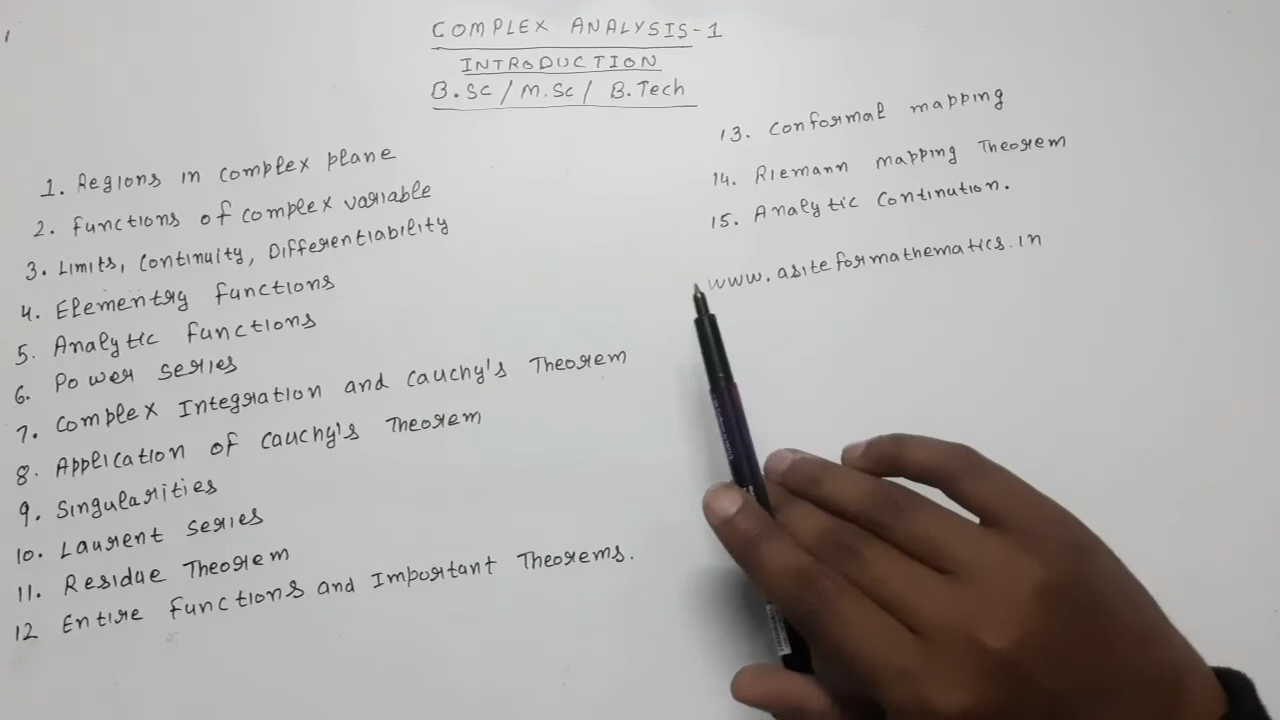 COMPLEX ANALYSIS-1
INTRODUCTION
B.Sc / M.Sc / B.Tech
1. Regions in complex plane
2. Functions of complex variable
3. Limits, continuity, Differentiability
4. Elementry functions
5. Analytic functions
6. Power series
7. Complex Integration and Cauchy's Theorem
8. Application of Cauchy's Theorem
9. Singularities
10. Laurent series
11. Residue Theorem
12 Entire functions and Important Theorems.
13. Conformal mapping
14. Riemann mapping Theorem
15. Analytic Continution.
www.asiteformathematics.in